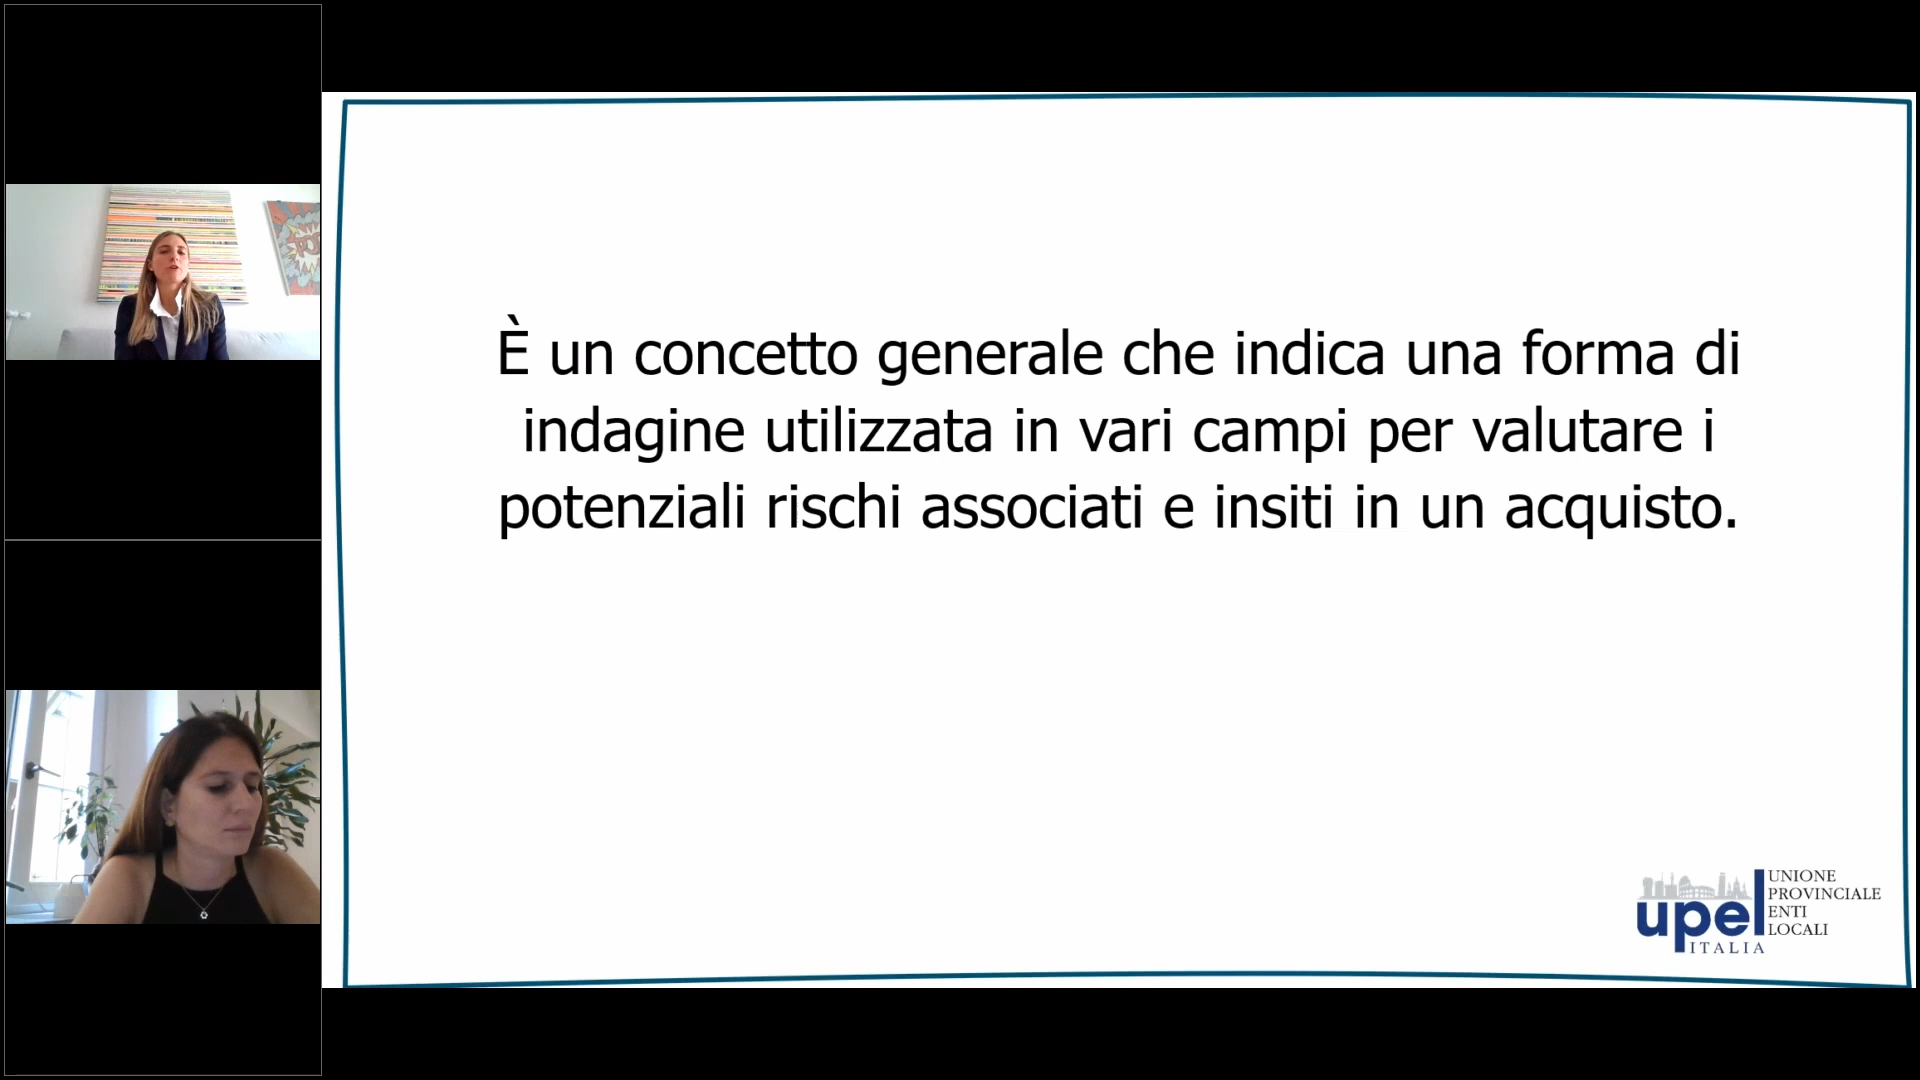 POP
È un concetto generale che indica una forma di
indagine utilizzata in vari campi per valutare i
potenziali rischi associati e insiti in un acquisto.
upel
ITALIA
UNIONE
PROVINCIALE
ENTI
LOCALI